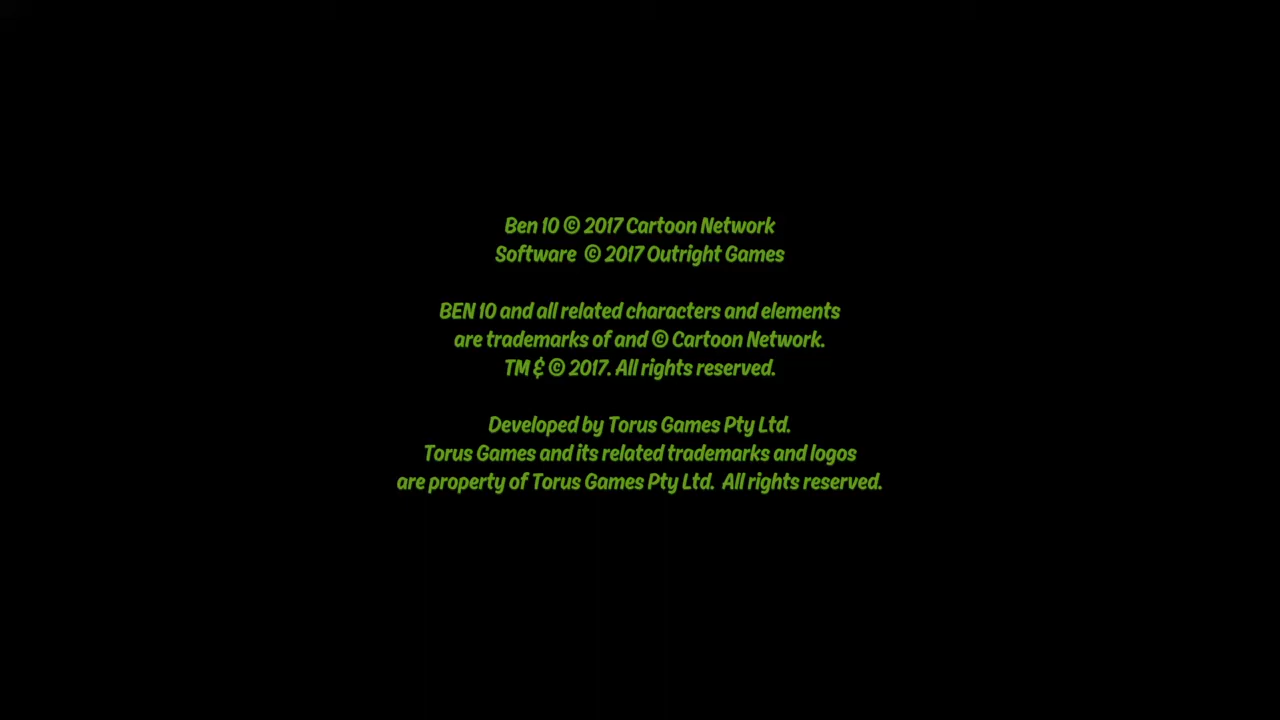 Ben 10 © 2017 Cartoon Network
Software © 2017 Outright Games
BEN 10 and all related characters and elements
are trademarks of and © Cartoon Network.
TM & © 2017. All rights reserved.
Developed by Torus Games Pty Ltd.
Torus Games and its related trademarks and logos
are property of Torus Games Pty Ltd. All rights reserved.